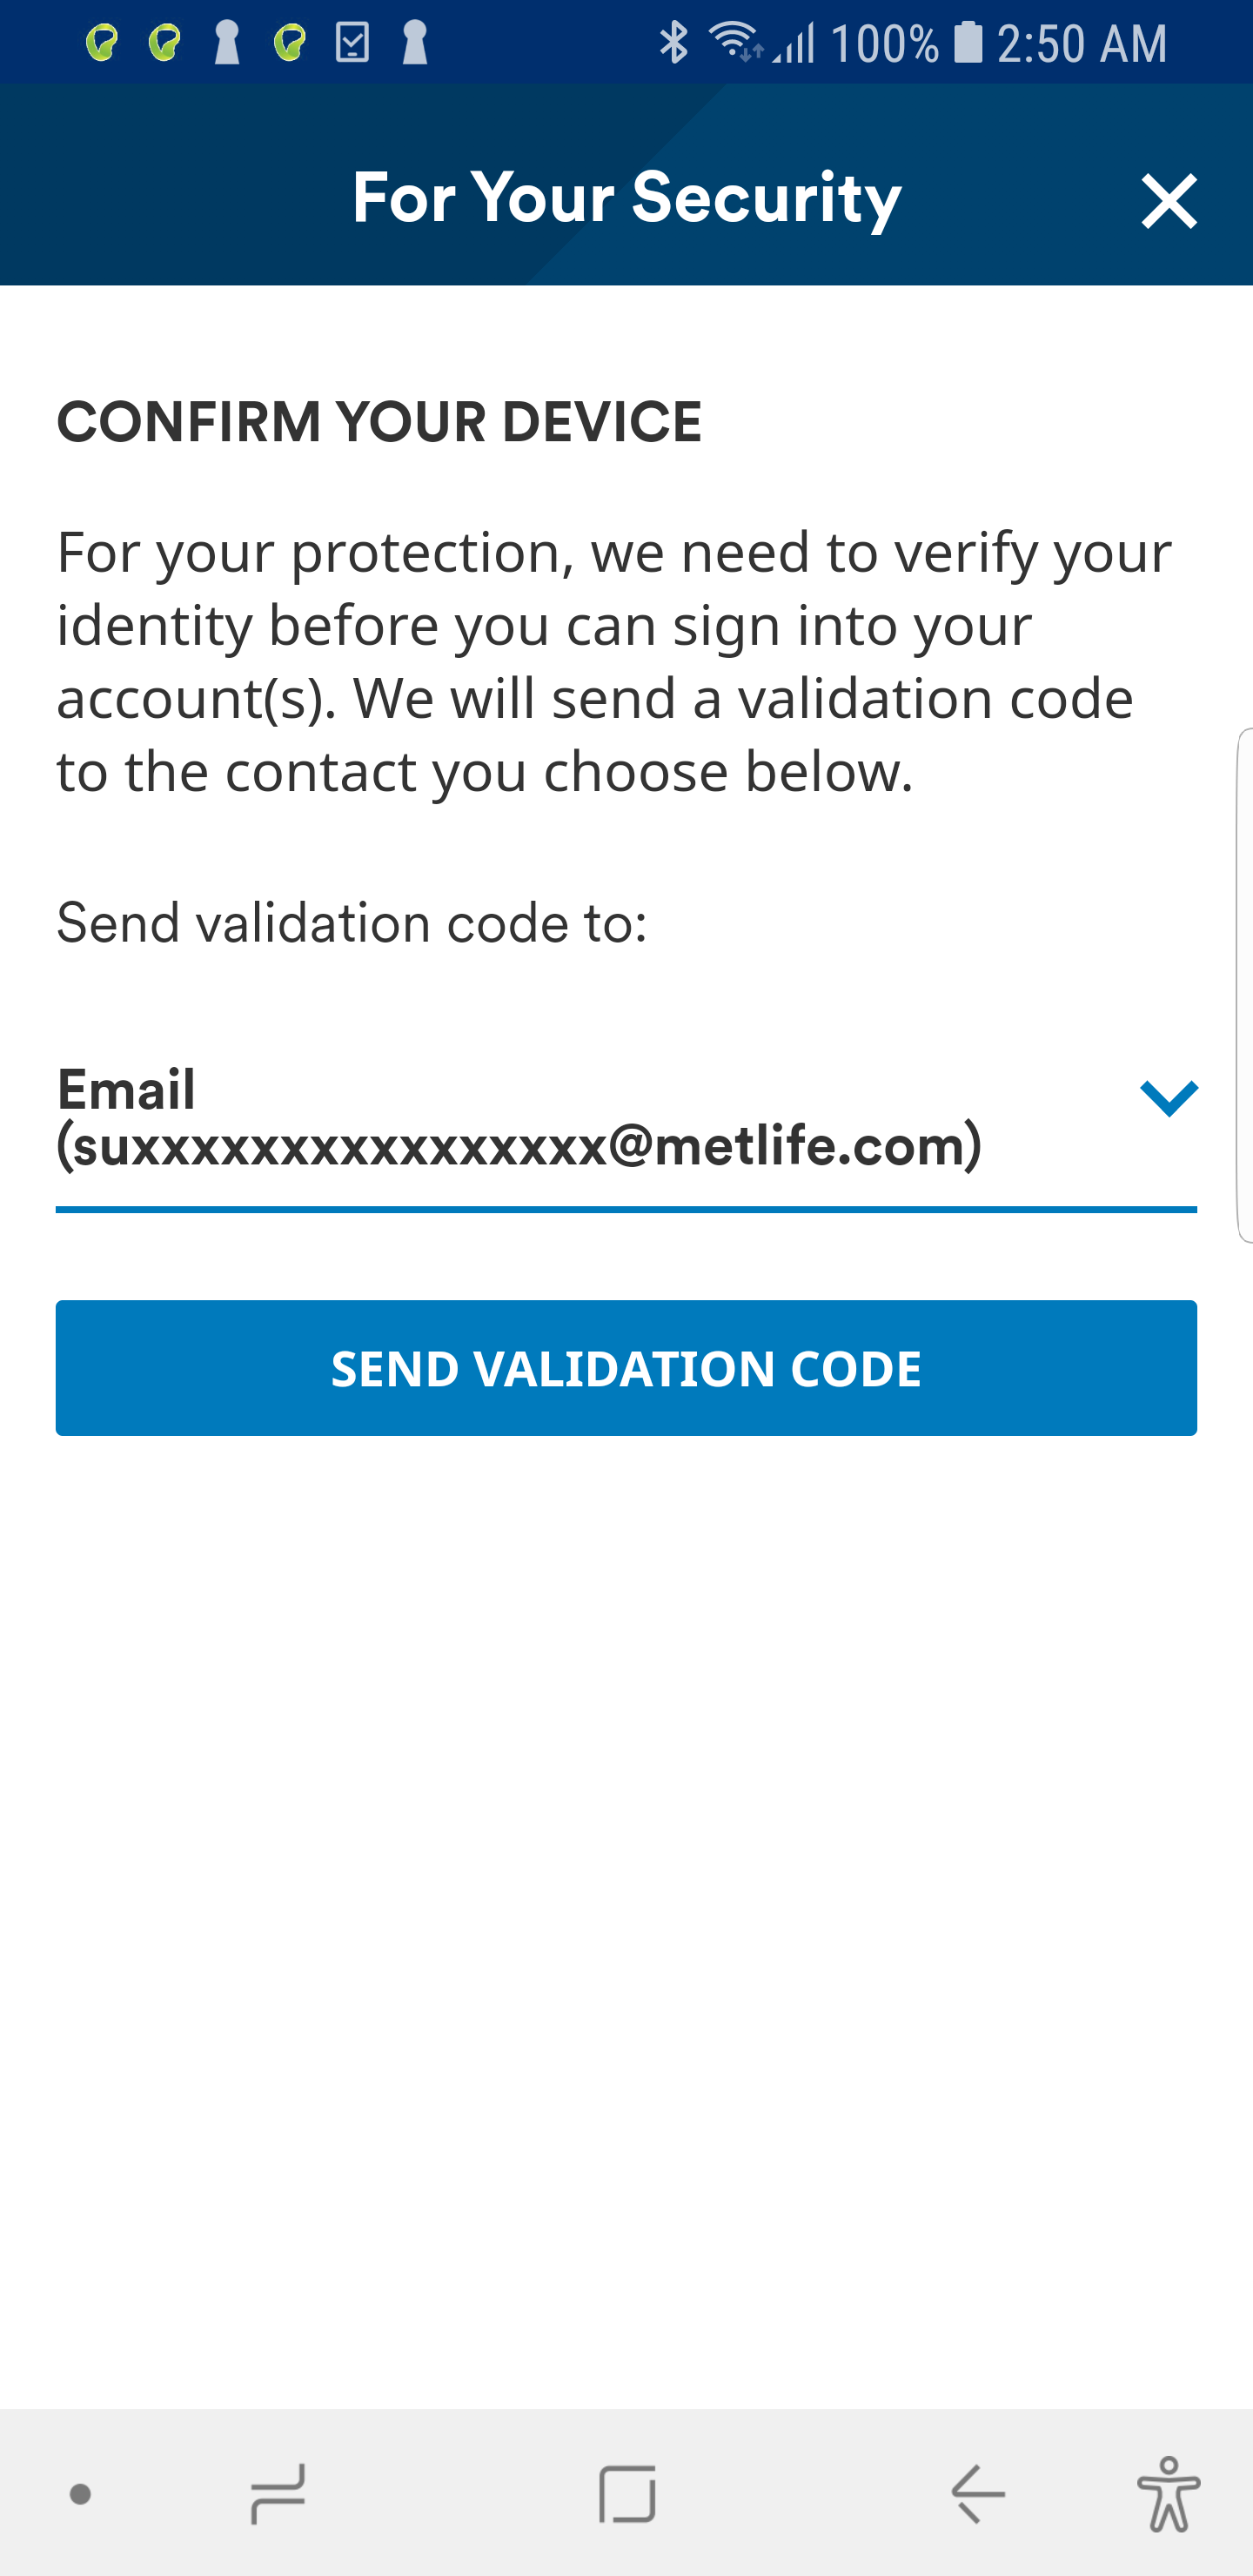 100% 2:50 AM
For Your Security
CONFIRM YOUR DEVICE
For your protection, we need to verify your
identity before you can sign into your
account(s). We will send a validation code
to the contact you choose below.
Send validation code to:
Email
(suxxxxxxxxxxxxxxxx@metlife.com)
SEND VALIDATION CODE